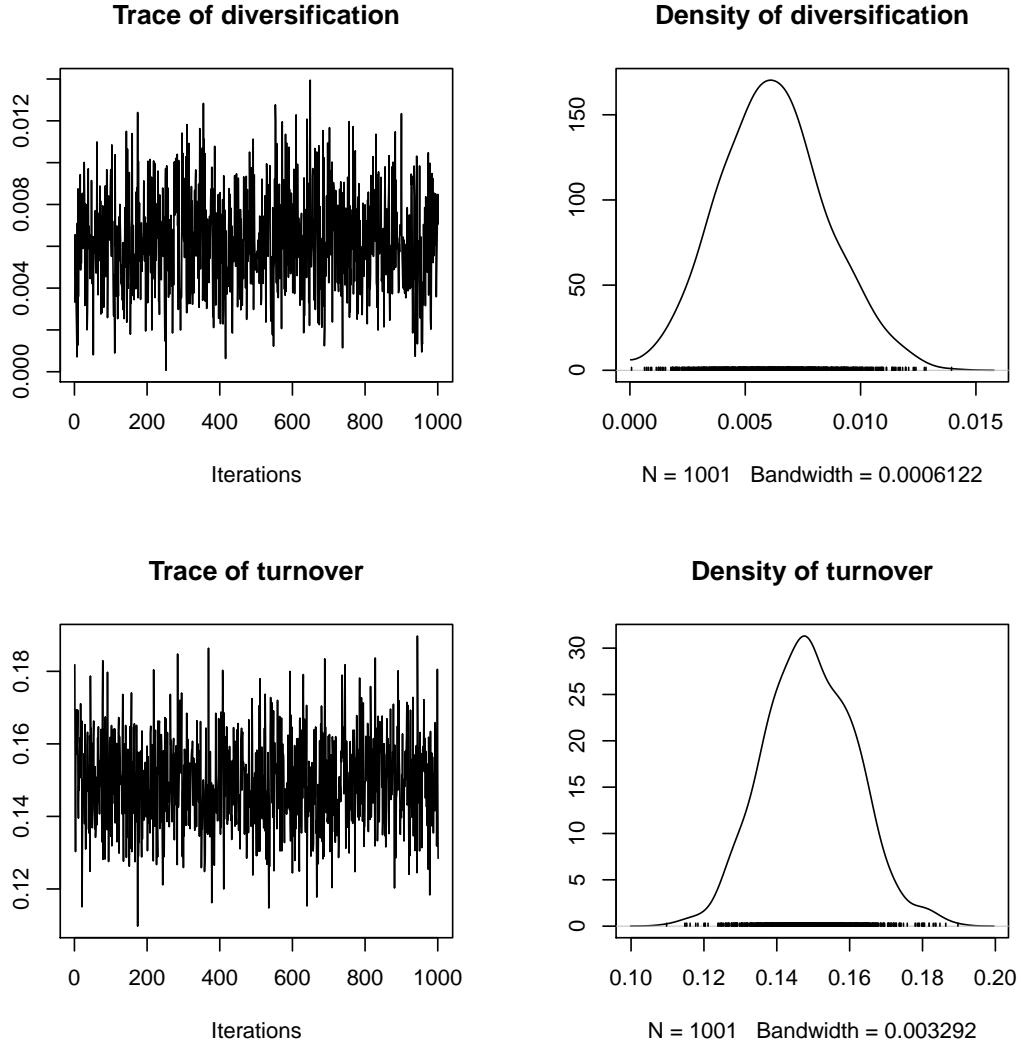 Trace of diversification
0.012
0.008
0.004
0.000
0 200 400 600 800 1000
Iterations
Density of diversification
150
100
50
0
0.000 0.005 0.010 0.015
N = 1001 Bandwidth = 0.0006122
Trace of turnover
0.18
0.16
0.14
0.12
0 200 400 600 800 1000
Iterations
Density of turnover
30
25
20
15
10
5
0
0.10 0.12 0.14 0.16 0.18 0.20
N = 1001 Bandwidth = 0.003292